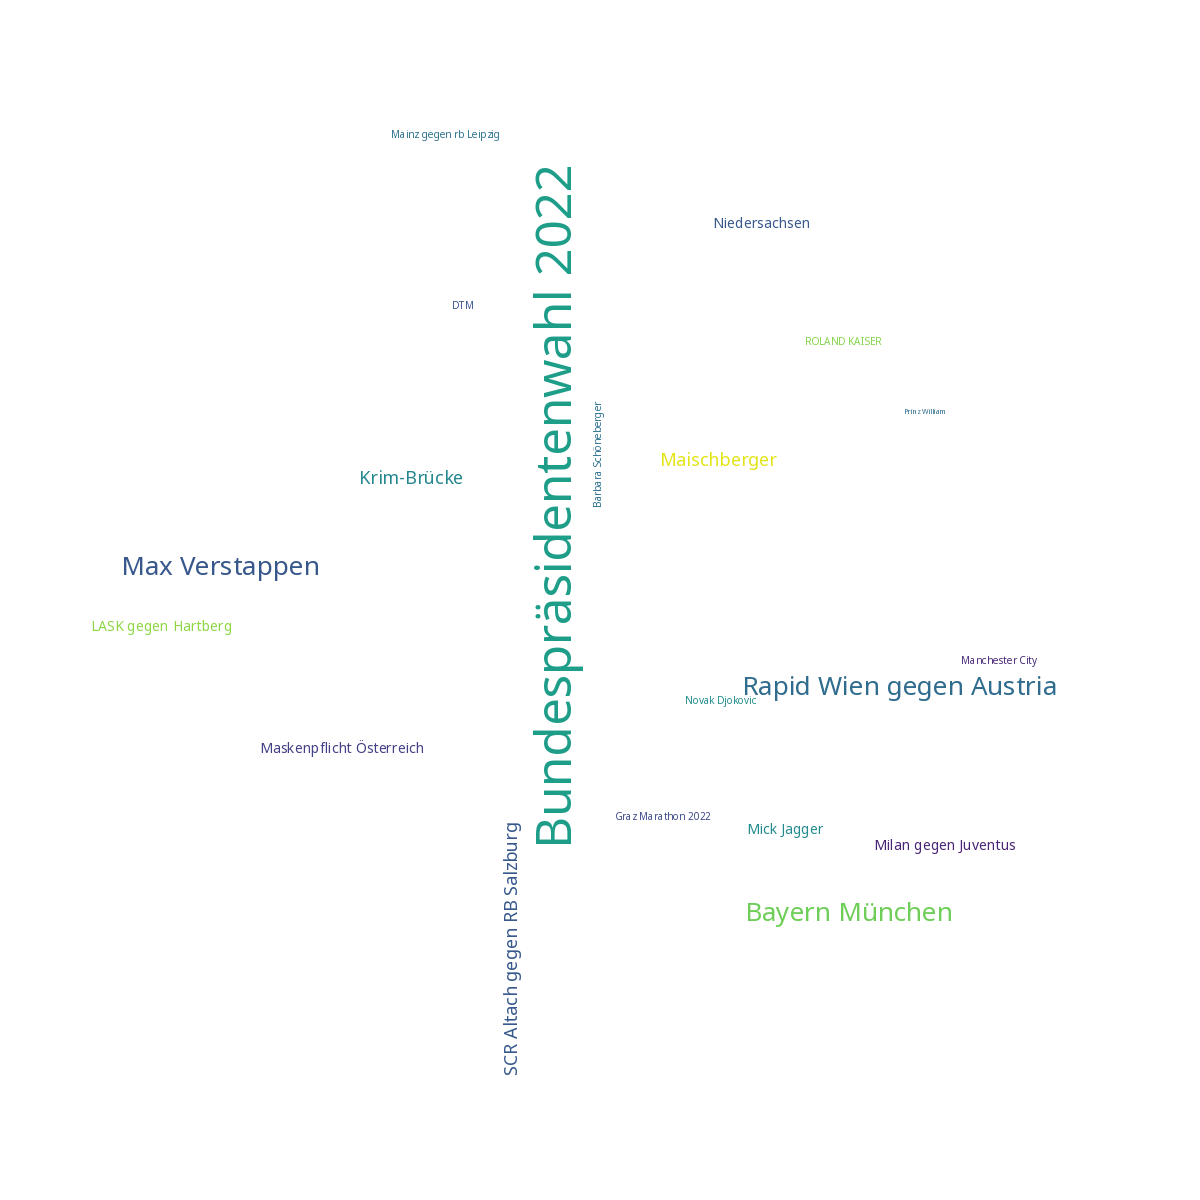 Mainz gegen rb Leipzig
Bundespräsidentenwahl 2022
Niedersachsen
DTM
ROLAND KAISER
Prinz William
Barbara Schöneberger
Maischberger
Krim-Brücke
Max Verstappen
LASK gegen Hartberg
Manchester City
Rapid Wien gegen Austria
Novak Djokovic
Maskenpflicht Österreich
Graz Marathon 2022
Mick Jagger
Milan gegen Juventus
SCR Altach gegen RB Salzburg
Bayern München